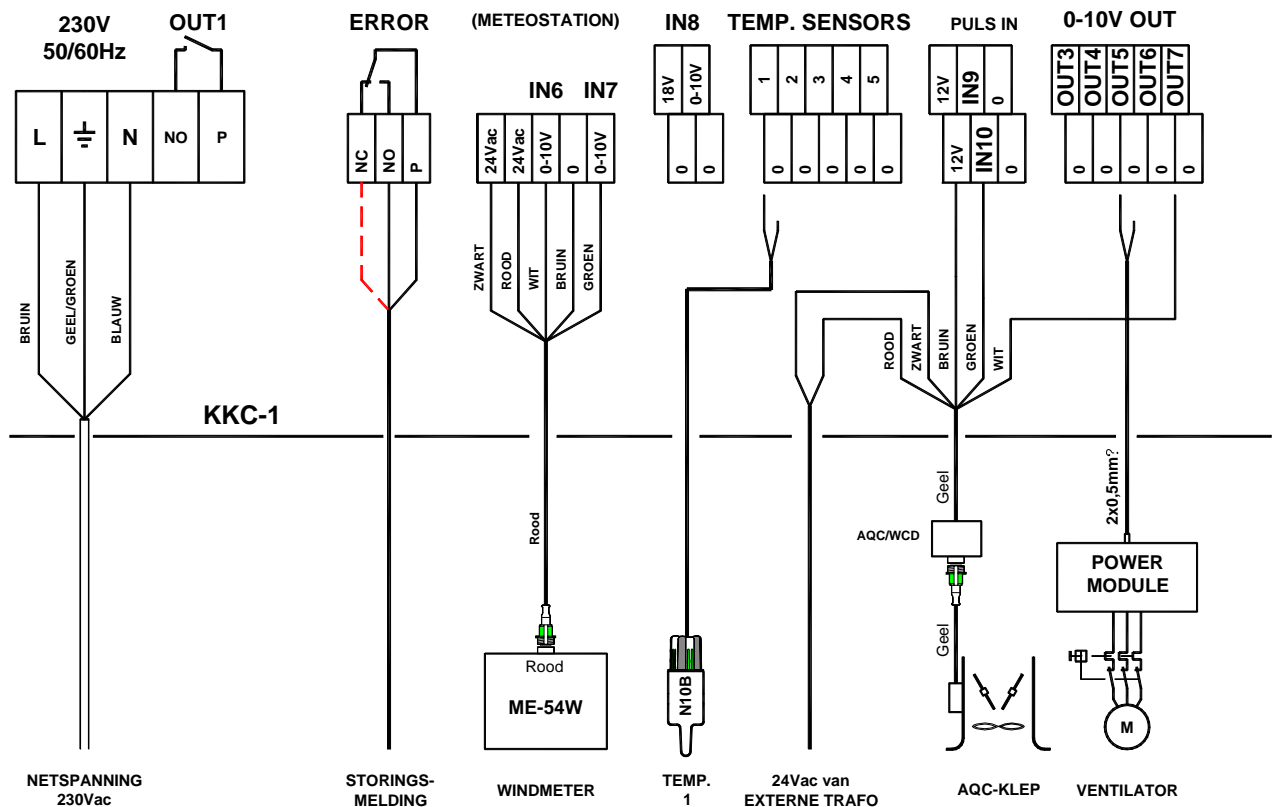 230V
50/60Hz
OUT1
ERROR
(METEOSTATION)
IN8
TEMP. SENSORS
PULS IN
0-10V OUT
IN6 IN7
L N NO P
NC NO P
24Vac 24Vac 0-10V 0 0-10V
18V 0-10V
0 0
1 2 3 4 5
0 0 0 0 0
12V IN9 0
12V IN10 0
OUT3 OUT4 OUT5 OUT6 OUT7
0 0 0 0 0
BRUIN GEEL/GROEN BLAUW
ZWART ROOD WIT BRUIN GROEN
ROOD ZWART BRUIN GROEN WIT
KKC-1
Rood
Geel
2x0,5mm?
AQC/WCD
POWER
MODULE
Geel
Rood
ME-54W
N10B
M
NETSPANNING
230Vac
STORINGS-
MELDING
WINDMETER
TEMP.
1
24Vac van
EXTERNE TRAFO
AQC-KLEP
VENTILATOR